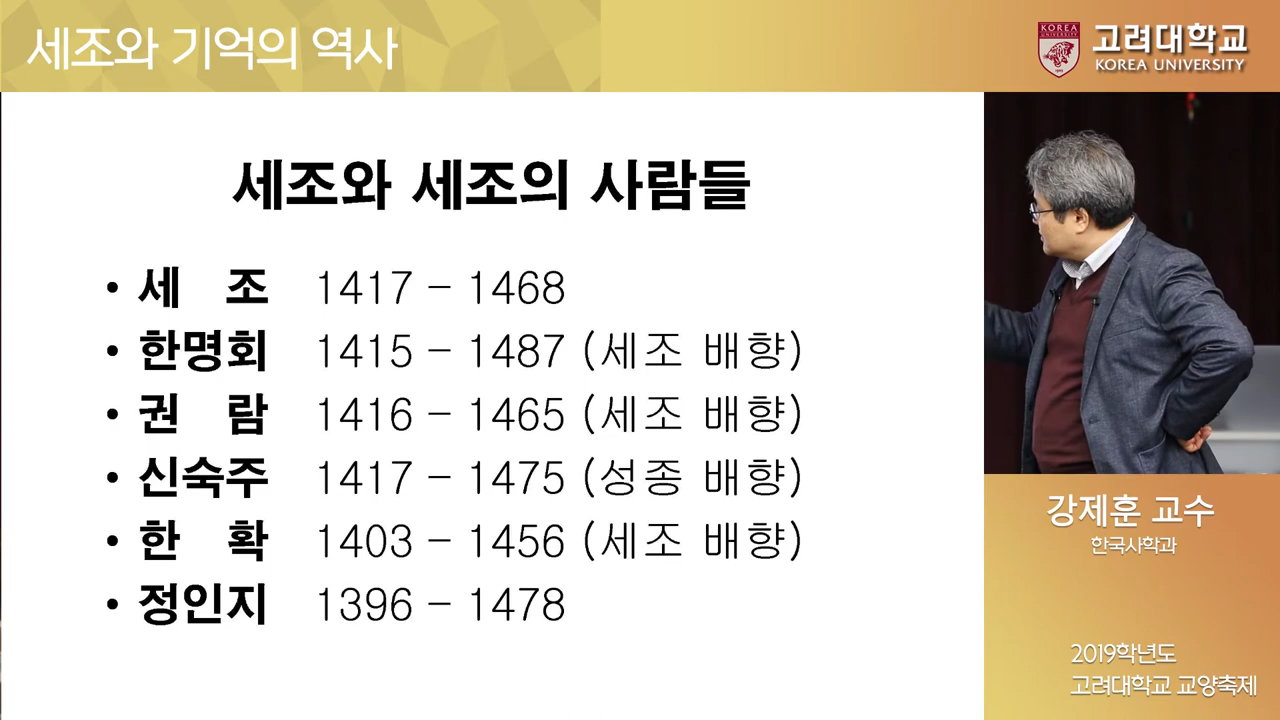 세조와 기억의 역사
KOREA
UNIVERSITY
고려대학교
KOREA UNIVERSITY
세조와 세조의 사람들
• 세 조 1417 – 1468
• 한명회 1415 – 1487 (세조 배향)
• 권 람 1416 – 1465 (세조 배향)
• 신숙주 1417 – 1475 (성종 배향)
• 한 확 1403 – 1456 (세조 배향)
• 정인지 1396 – 1478
강제훈 교수
한국사학과
2019학년도
고려대학교 교양축제